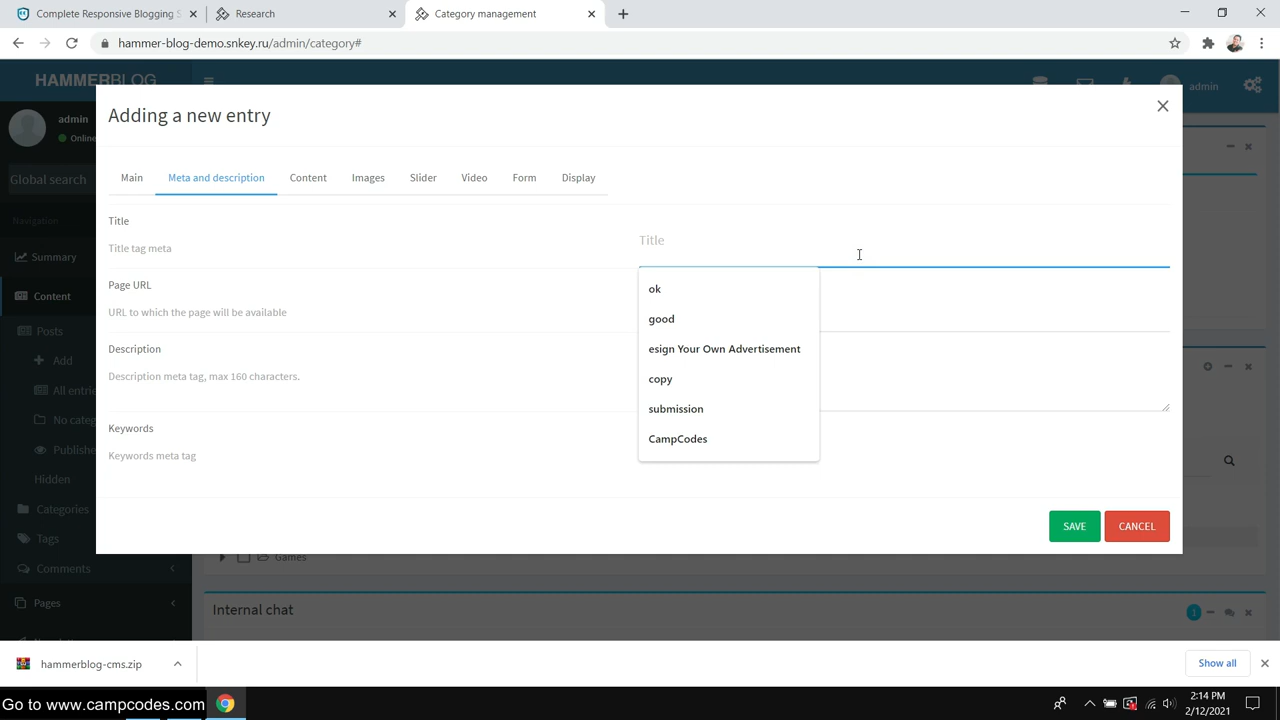 Complete Responsive Blogging S
Research
Category management
hammer-blog-demo.snkey.ru/admin/category#
HAMMERBLOG
admin
Adding a new entry
admin
Online
Main
Meta and description
Content
Images
Slider
Video
Form
Display
Global search
Navigation
Title
Title tag meta
Title
Summary
Page URL
URL to which the page will be available
ok
Content
good
Posts
Description
Description meta tag, max 160 characters.
esign Your Own Advertisement
Add
copy
All entrie
submission
No categ
Keywords
Keywords meta tag
CampCodes
Publishe
Hidden
Categories
SAVE
CANCEL
Tags
Games
Comments
Pages
Internal chat
1
hammerblog-cms.zip
Show all
Go to www.campcodes.com
2:14 PM
2/12/2021